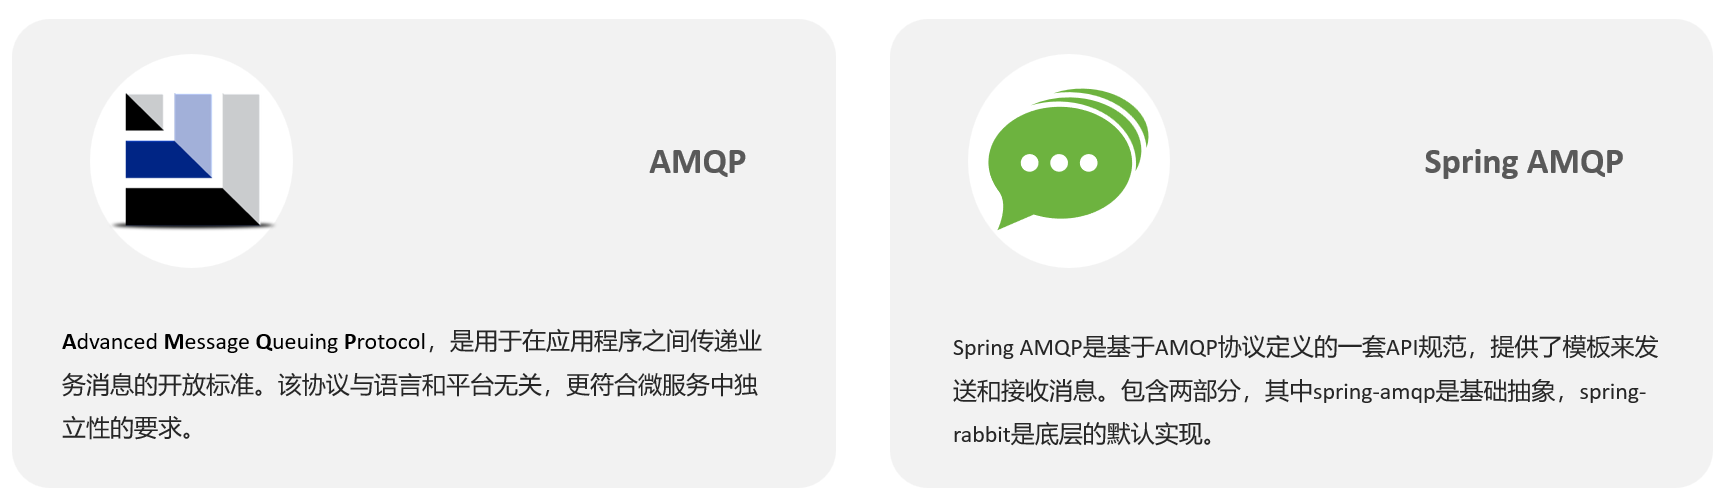 AMQP
Advanced Message Queuing Protocol，是用于在应用程序之间传递业
务消息的开放标准。该协议与语言和平台无关，更符合微服务中独
立性的要求。
Spring AMQP
Spring AMQP是基于AMQP协议定义的一套API规范，提供了模板来发
送和接收消息。包含两部分，其中spring-amqp是基础抽象，spring-
rabbit是底层的默认实现。